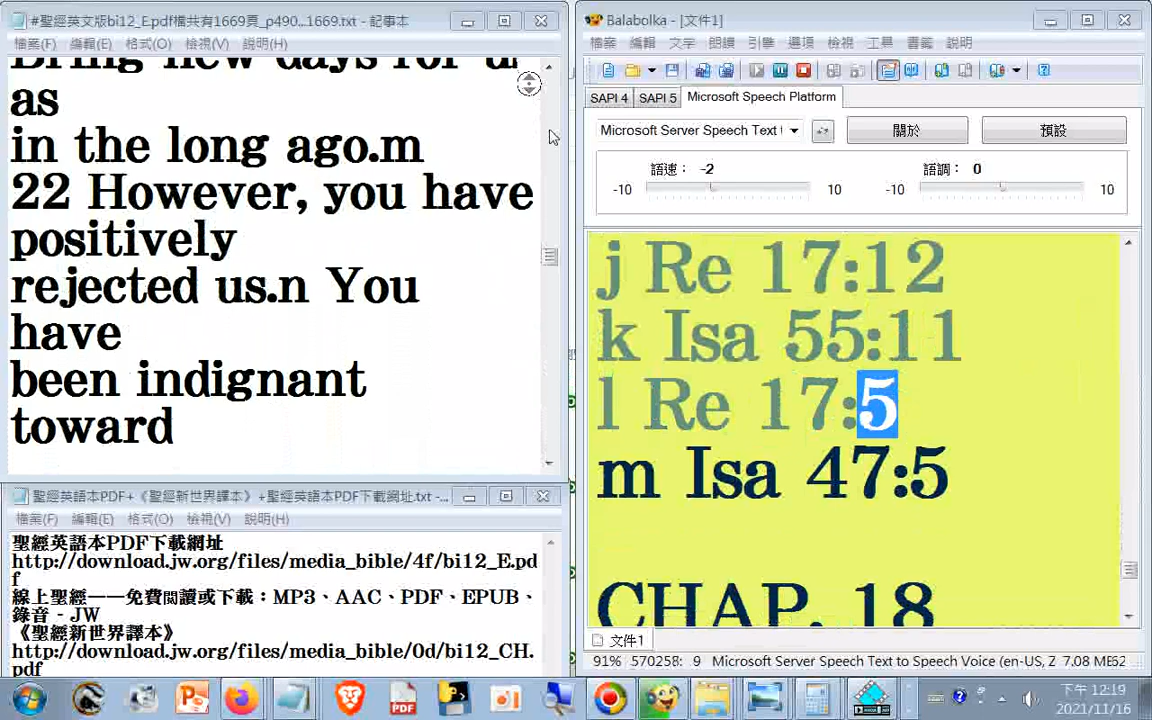 #聖經英文版bi12_E.pdf檔共有1669頁_p490...1669.txt - 記事本
檔案(F) 編輯(E) 格式(O) 檢視(V) 說明(H)
Bring new days for us
as
in the long ago.m
22 However, you have
positively
rejected us.n You
have
been indignant
toward
聖經英語本PDF+《聖經新世界譯本》+聖經英語本PDF下載網址.txt -...
檔案(F) 編輯(E) 格式(O) 檢視(V) 說明(H)
聖經英語本PDF下載網址
http://download.jw.org/files/media_bible/4f/bi12_E.pd
f
線上聖經——免費閱讀或下載：MP3、AAC、PDF、EPUB、
錄音 - JW
《聖經新世界譯本》
http://download.jw.org/files/media_bible/0d/bi12_CH.
pdf
Balabolka - [文件1]
檔案 編輯 文字 朗讀 引擎 選項 檢視 工具 書籤 說明
SAPI 4 SAPI 5 Microsoft Speech Platform
Microsoft Server Speech Text 關於 預設
語速： -2 語調： 0
-10 10 -10 10
j Re 17:12
k Isa 55:11
l Re 17:5
m Isa 47:5
CHAP. 18
文件1
91% 570258: 9 Microsoft Server Speech Text to Speech Voice (en-US, Z
下午 12:19
2021/11/16